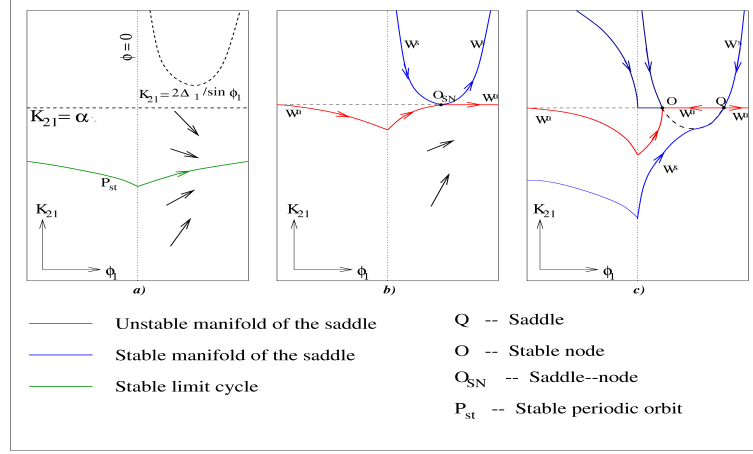 ϕ=0
K21=2Δ1/sin ϕ1
K21=α
Pst
K21
ϕ1
a)
Ws
Ws
OSN
Wu
K21
ϕ1
b)
Ws
O
Q
Wu
Wu
Wu
Ws
K21
ϕ1
c)
Unstable manifold of the saddle
Stable manifold of the saddle
Stable limit cycle
Q -- Saddle
O -- Stable node
OSN -- Saddle--node
Pst -- Stable periodic orbit